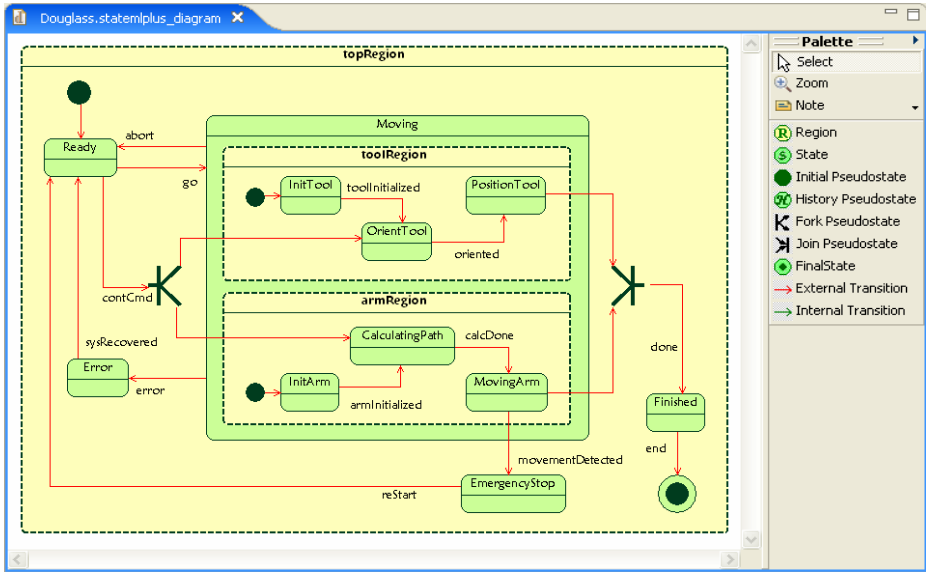 Douglass.statemlplus_diagram
Palette
Select
Zoom
Note
Region
State
Initial Pseudostate
History Pseudostate
Fork Pseudostate
Join Pseudostate
FinalState
External Transition
Internal Transition
topRegion
Moving
abort
Ready
toolRegion
go
InitTool
toolInitialized
PositionTool
OrientTool
oriented
contCmd
armRegion
sysRecovered
CalculatingPath
calcDone
done
Error
error
InitArm
MovingArm
armInitialized
Finished
end
movementDetected
EmergencyStop
reStart